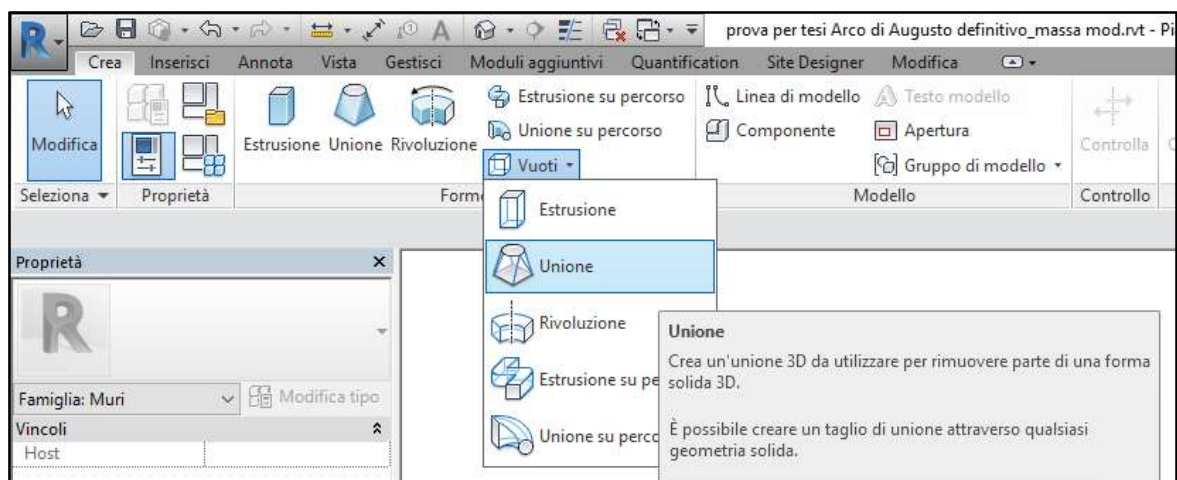 prova per tesi Arco di Augusto definitivo_massa mod.rvt - Pi
Crea Inserisci Annota Vista Gestisci Moduli aggiuntivi Quantification Site Designer Modifica
Modifica
Estrusione Unione Rivoluzione
Estrusione su percorso
Unione su percorso
Vuoti
Linea di modello
Componente
Testo modello
Apertura
Gruppo di modello
Controlla
Seleziona Proprietà Forme Modello Controllo
Estrusione
Unione
Rivoluzione
Estrusione su pe
Unione su perco
Unione
Crea un'unione 3D da utilizzare per rimuovere parte di una forma
solida 3D.
È possibile creare un taglio di unione attraverso qualsiasi
geometria solida.
Proprietà
R
Famiglia: Muri Modifica tipo
Vincoli
Host